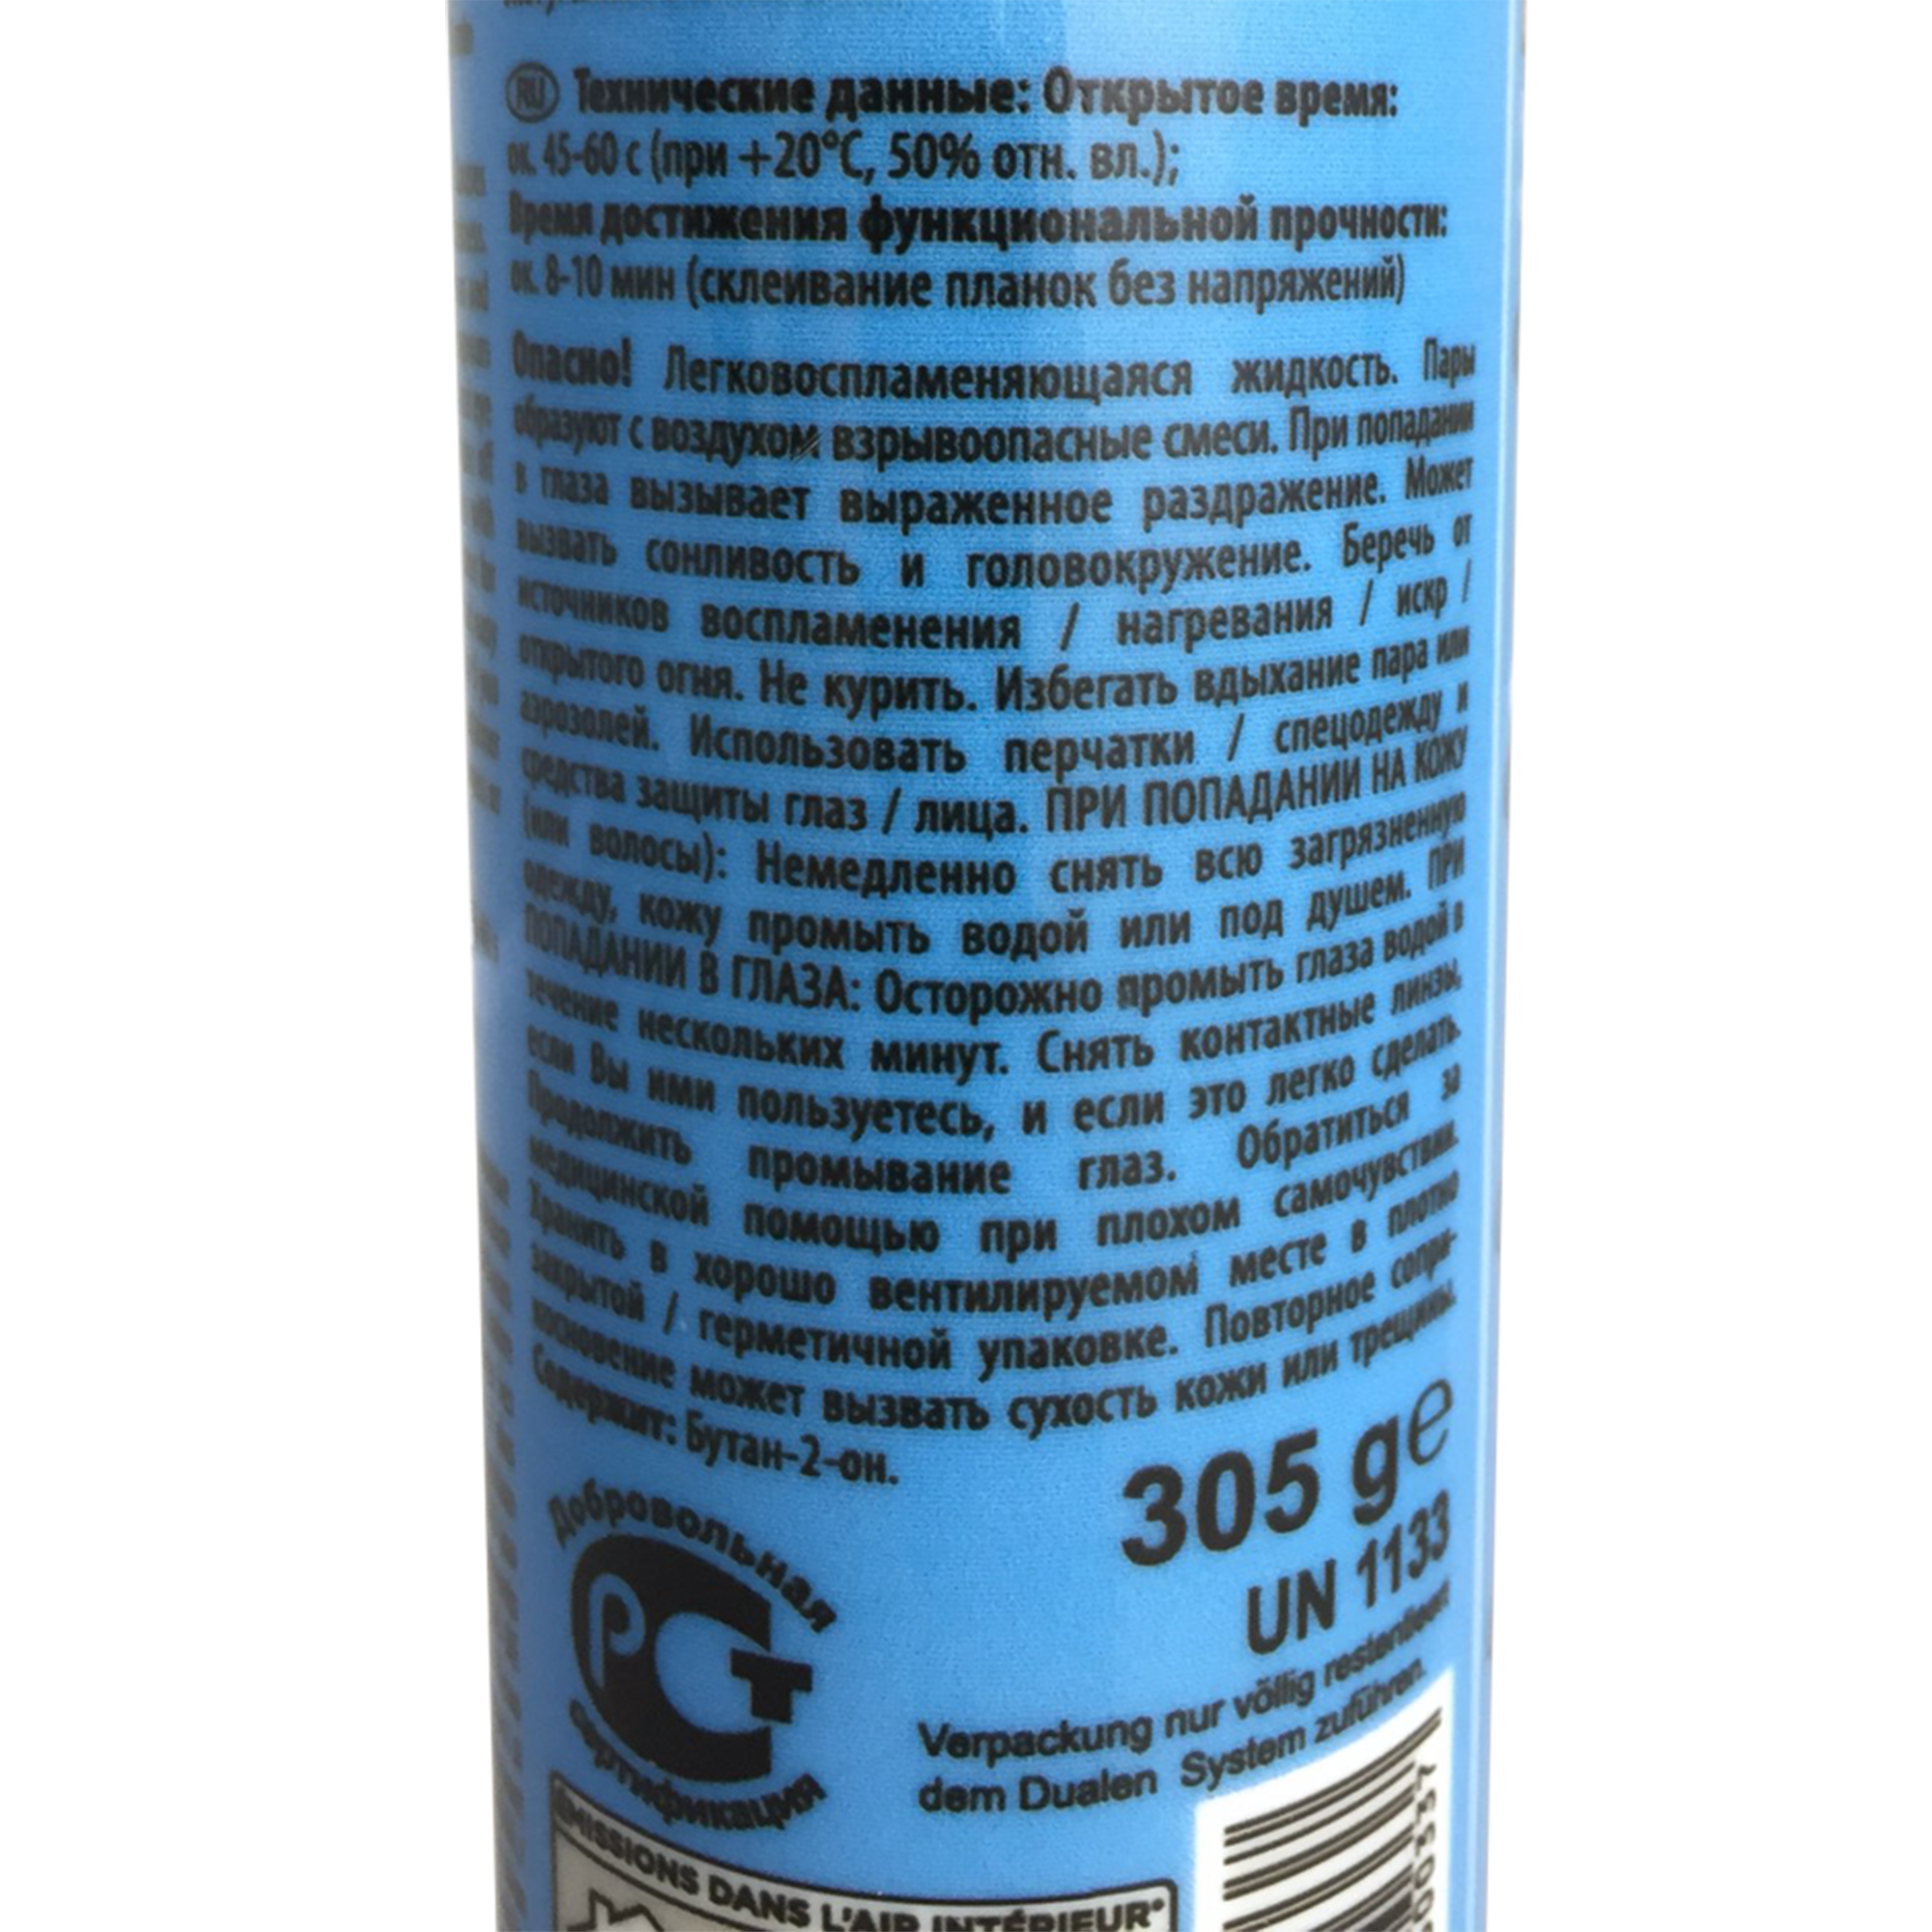 RU Технические данные: Открытое время:
ок. 45-60 с (при +20°C, 50% отн. вл.);
Время достижения функциональной прочности:
ок. 8-10 мин (склеивание планок без напряжений)
Опасно! Легковоспламеняющаяся жидкость. Пары
образуют с воздухом взрывоопасные смеси. При попадании
в глаза вызывает выраженное раздражение. Может
вызвать сонливость и головокружение. Беречь от
источников воспламенения / нагревания / искр /
открытого огня. Не курить. Избегать вдыхание пара или
аэрозолей. Использовать перчатки / спецодежду и
средства защиты глаз / лица. ПРИ ПОПАДАНИИ НА КОЖУ
(или волосы): Немедленно снять всю загрязненную
одежду, кожу промыть водой или под душем. ПРИ
ПОПАДАНИИ В ГЛАЗА: Осторожно промыть глаза водой в
течение нескольких минут. Снять контактные линзы,
если Вы ими пользуетесь, и если это легко сделать.
Продолжить промывание глаз. Обратиться за
медицинской помощью при плохом самочувствии.
Хранить в хорошо вентилируемом месте в плотно
закрытой / герметичной упаковке. Повторное сопри-
косновение может вызвать сухость кожи или трещины.
Содержит: Бутан-2-он.
305 g e
UN 1133
Добровольная
РСТ
сертификация
Verpackung nur völlig restentleert
dem Dualen System zuführen.
ÉMISSIONS DANS L'AIR INTÉRIEUR*